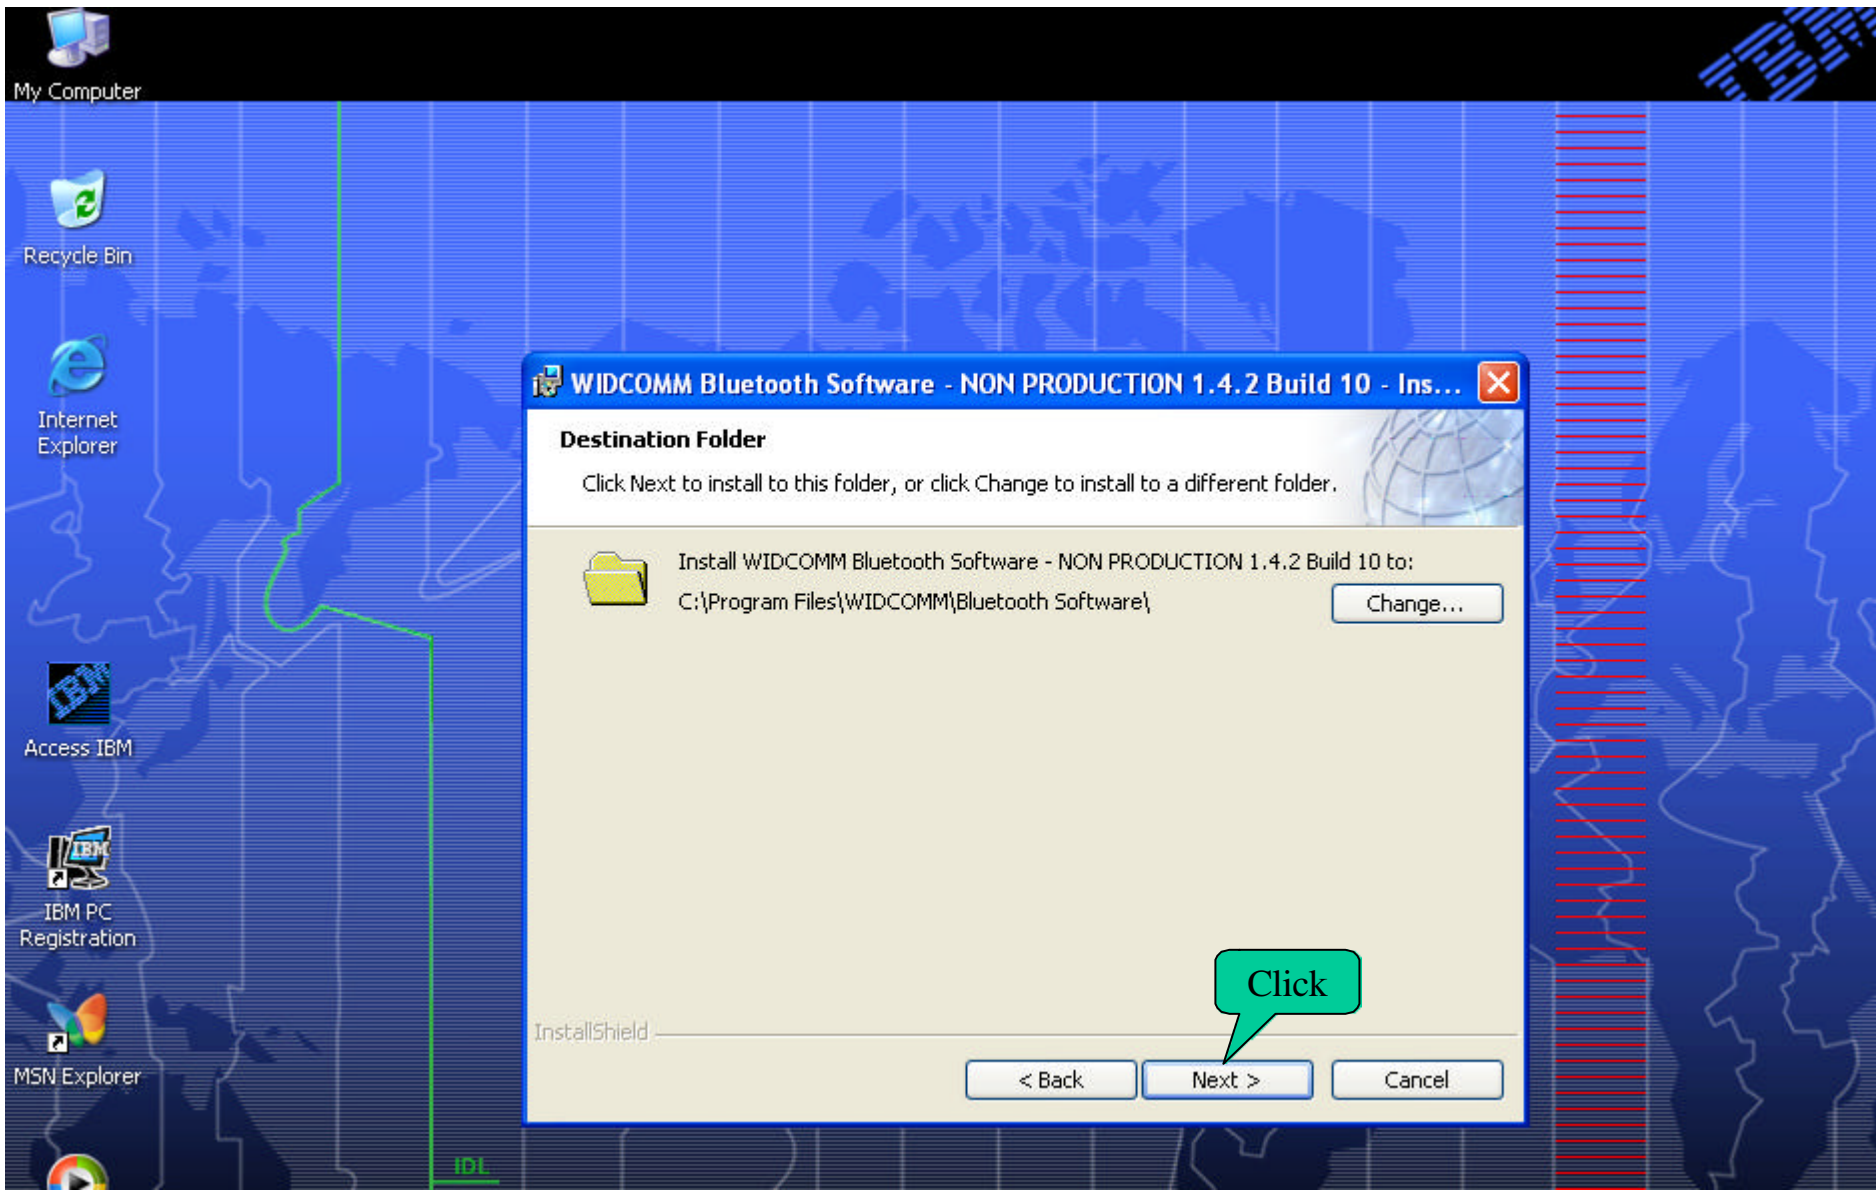 My Computer
IBM
Recycle Bin
Internet
Explorer
WIDCOMM Bluetooth Software - NON PRODUCTION 1.4.2 Build 10 - Ins...
Destination Folder
Click Next to install to this folder, or click Change to install to a different folder.
Install WIDCOMM Bluetooth Software - NON PRODUCTION 1.4.2 Build 10 to:
C:\Program Files\WIDCOMM\Bluetooth Software\
Change...
IBM
Access IBM
IBM
IBM PC
Registration
Click
InstallShield
MSN Explorer
< Back
Next >
Cancel
IDL